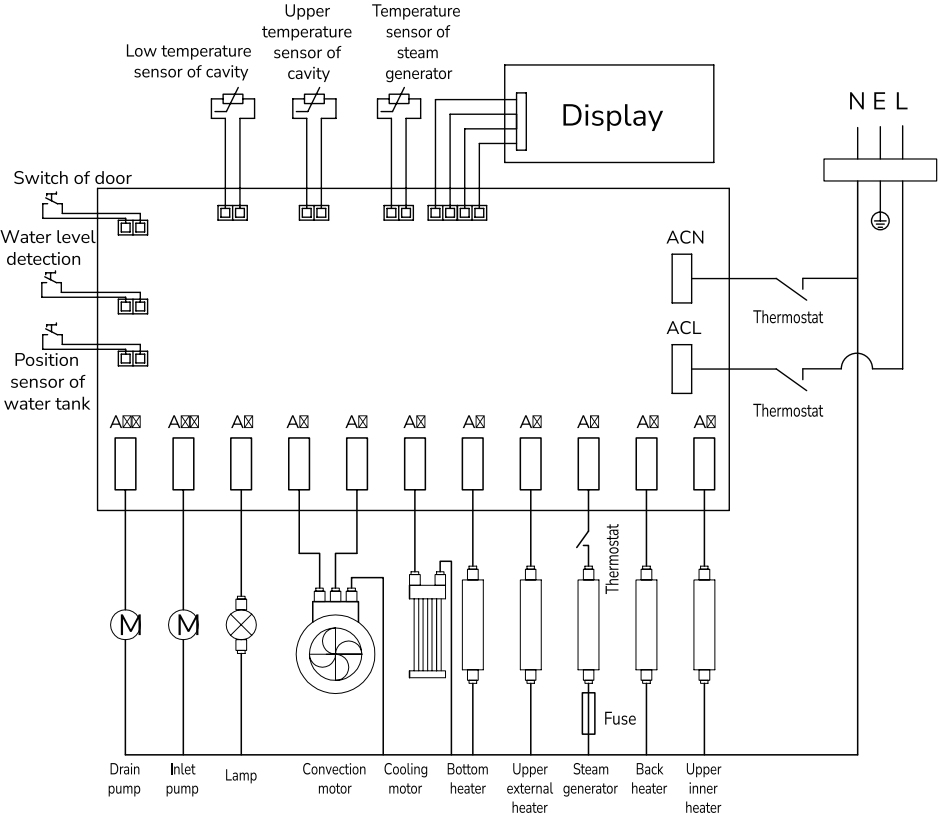 Low temperature
sensor of cavity
Upper
temperature
sensor of
cavity
Temperature
sensor of
steam
generator
Display
N E L
Switch of door
Water level
detection
Position
sensor of
water tank
ACN
Thermostat
ACL
Thermostat
A
A
A
A
A
A
A
A
A
A
A
Thermostat
M
M
Fuse
Drain
pump
Inlet
pump
Lamp
Convection
motor
Cooling
motor
Bottom
heater
Upper
external
heater
Steam
generator
Back
heater
Upper
inner
heater